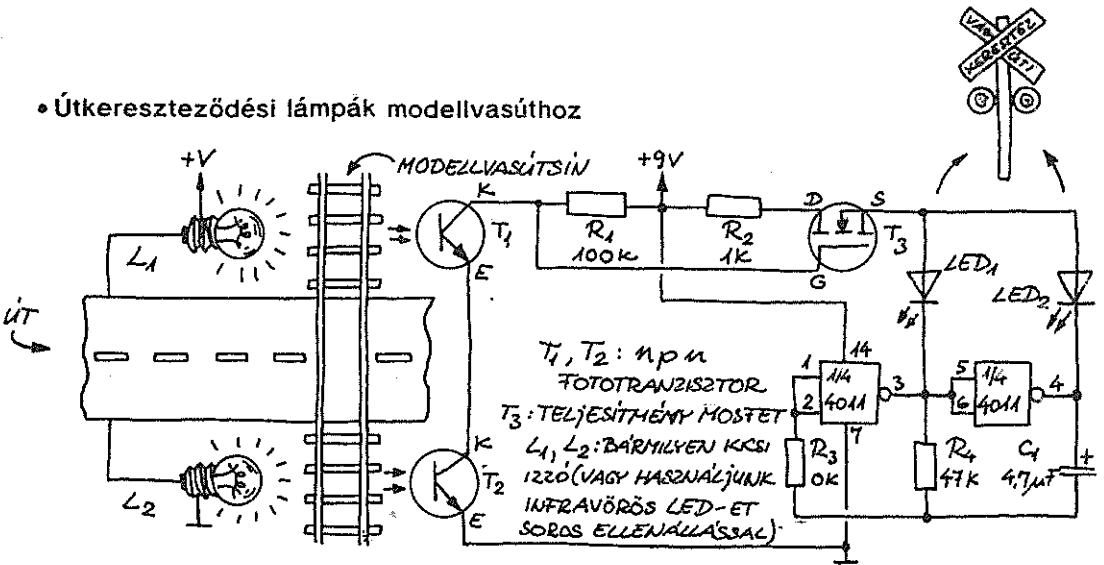 VAS
ÚTI
KERESZTEZ
• Útkereszteződési lámpák modellvasúthoz
+V
MODELLVASÚTSÍN
+9V
L1
K
T1
E
R1
100K
R2
1K
D
S
T3
G
LED1
LED2
ÚT
T1, T2: npn
FOTOTRANZISZTOR
T3: TELJESÍTMÉNY MOSFET
L1, L2: BÁRMILYEN KKSI
IZZÓ (VAGY HASZNÁLJUNK
INFRAVÖRÖS LED-ET
SOROS ELLENÁLLÁSSAL)
1
2
1/4
4011
14
3
7
5
6
1/4
4011
4
R3
0K
R4
47K
C1
4,7µF
+
L2
K
T2
E